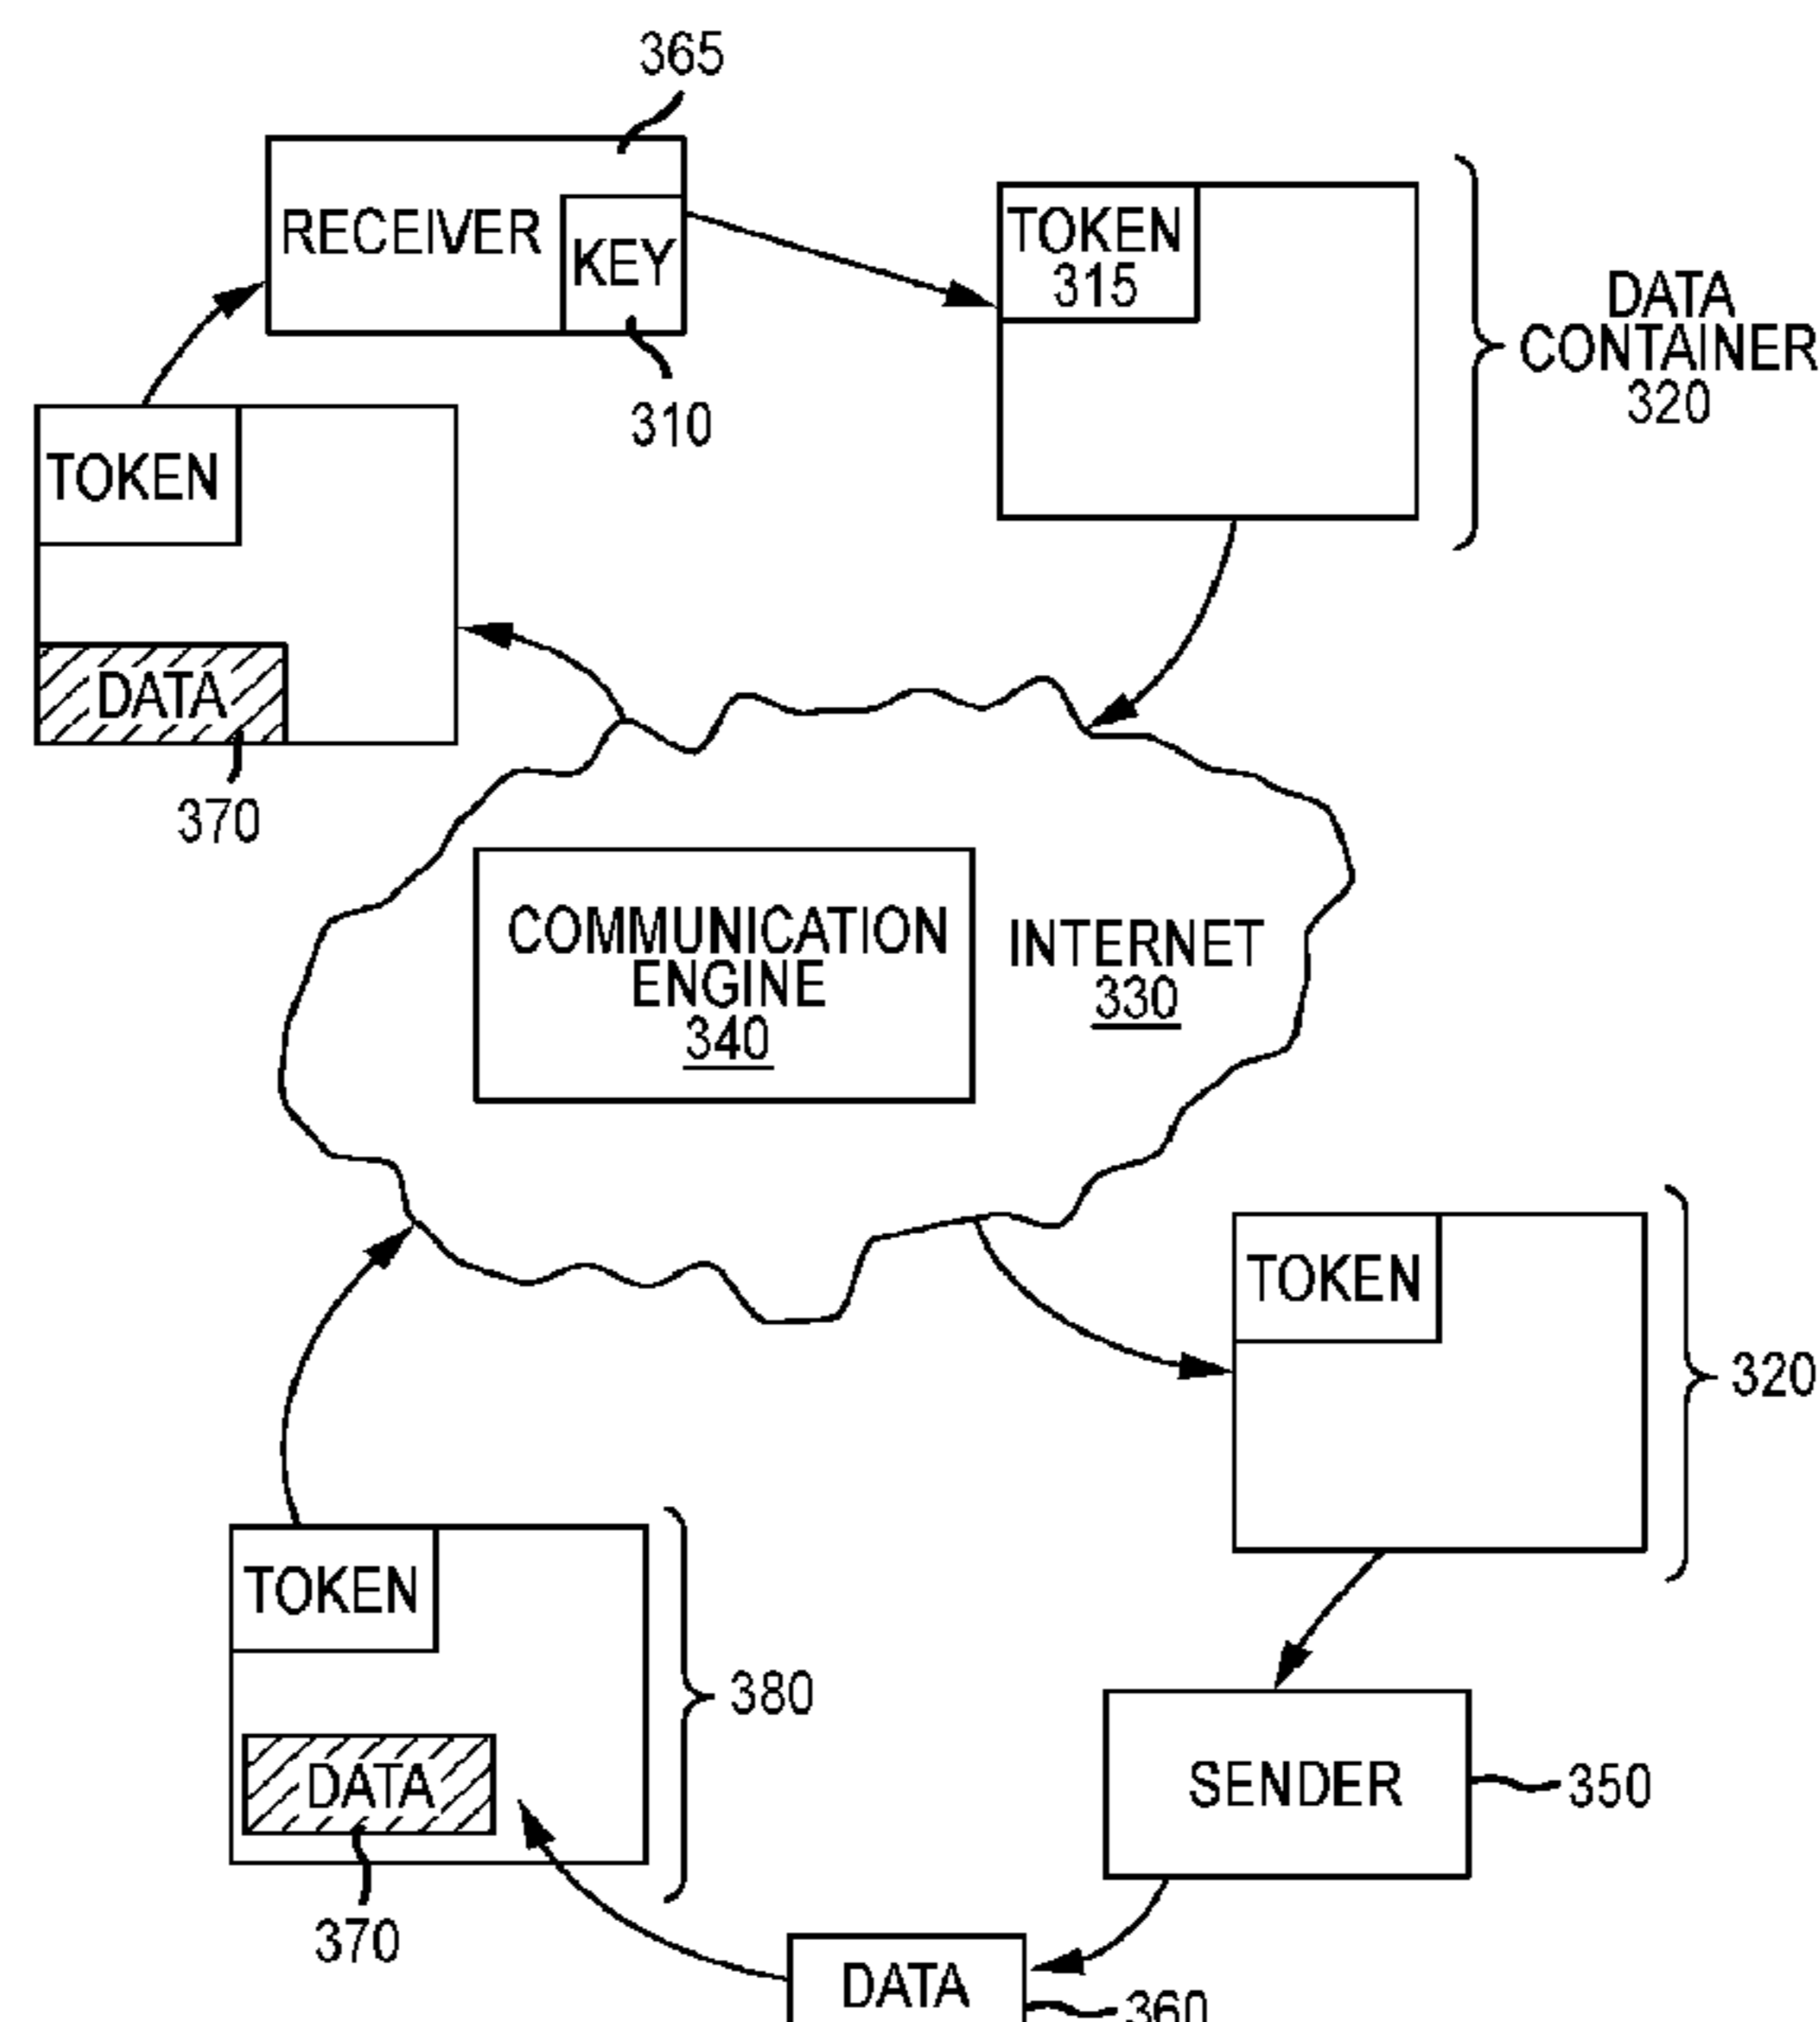 365
RECEIVER
KEY
310
TOKEN
315
DATA
CONTAINER
320
TOKEN
DATA
370
COMMUNICATION
ENGINE
340
INTERNET
330
TOKEN
320
TOKEN
380
DATA
370
SENDER
350
DATA
360